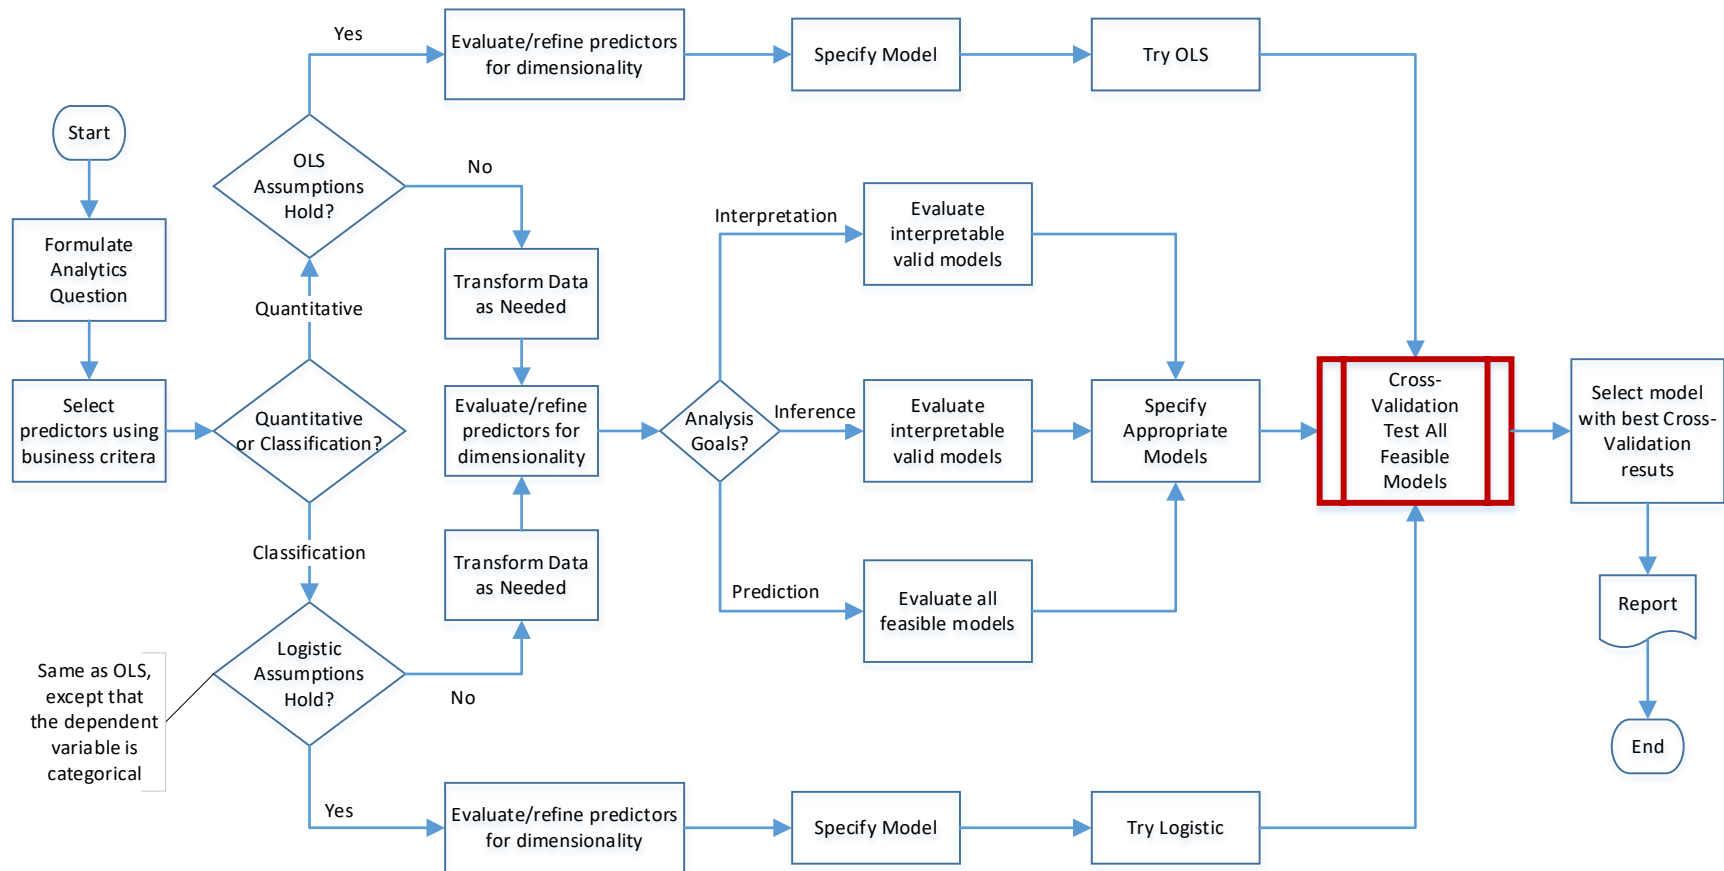 Start
Formulate
Analytics
Question
Select
predictors using
business critera
Quantitative
or Classification?
Quantitative
OLS
Assumptions
Hold?
Yes
Evaluate/refine predictors
for dimensionality
Specify Model
Try OLS
No
Transform Data
as Needed
Evaluate/refine
predictors for
dimensionality
Classification
Logistic
Assumptions
Hold?
Same as OLS,
except that
the dependent
variable is
categorical
No
Transform Data
as Needed
Yes
Evaluate/refine predictors
for dimensionality
Specify Model
Try Logistic
Analysis
Goals?
Interpretation
Evaluate
interpretable
valid models
Inference
Evaluate
interpretable
valid models
Prediction
Evaluate all
feasible models
Specify
Appropriate
Models
Cross-
Validation
Test All
Feasible
Models
Select model
with best Cross-
Validation
resuts
Report
End